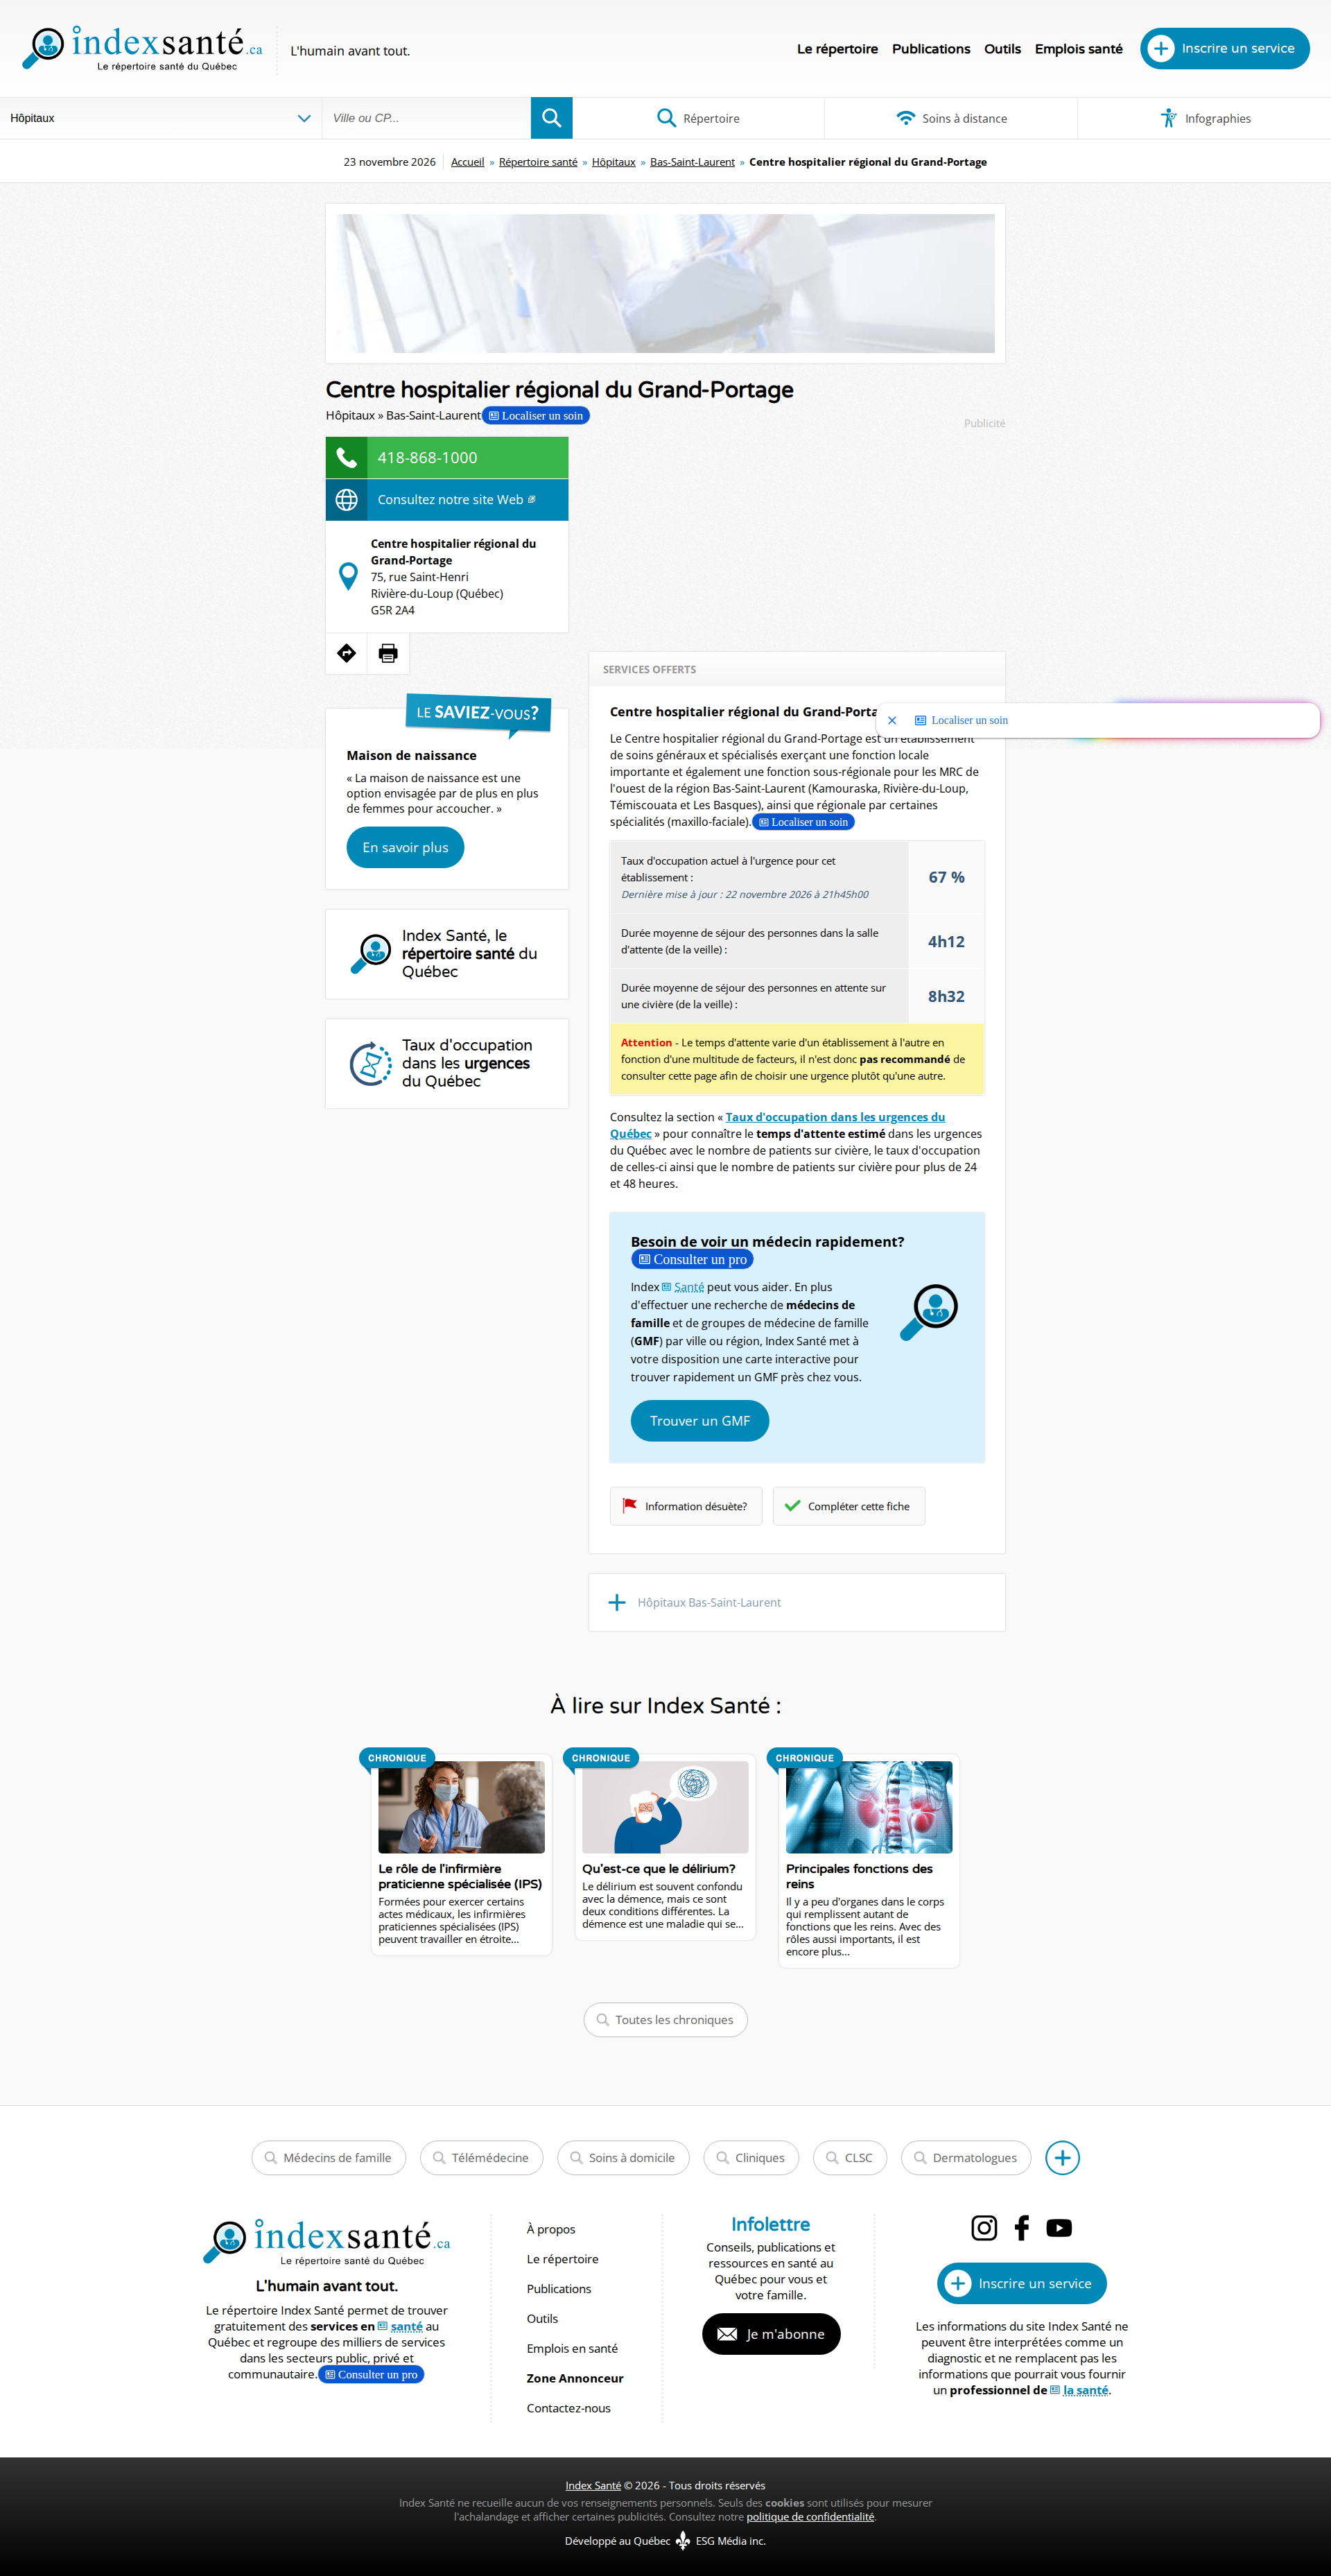 indexsanté.ca
Le répertoire santé du Québec
L'humain avant tout.
Le répertoire
Publications
Outils
Emplois santé
Inscrire un service
Hôpitaux
Ville ou CP...
Répertoire
Soins à distance
Infographies
23 novembre 2026
Accueil » Répertoire santé » Hôpitaux » Bas-Saint-Laurent » Centre hospitalier régional du Grand-Portage
Centre hospitalier régional du Grand-Portage
Hôpitaux » Bas-Saint-Laurent Localiser un soin
Publicité
418-868-1000
Consultez notre site Web
Centre hospitalier régional du
Grand-Portage
75, rue Saint-Henri
Rivière-du-Loup (Québec)
G5R 2A4
LE SAVIEZ-VOUS?
Maison de naissance
« La maison de naissance est une
option envisagée par de plus en plus
de femmes pour accoucher. »
En savoir plus
Index Santé, le
répertoire santé du
Québec
Taux d'occupation
dans les urgences
du Québec
SERVICES OFFERTS
Centre hospitalier régional du Grand-Porta
Localiser un soin
Le Centre hospitalier régional du Grand-Portage est un établissement
de soins généraux et spécialisés exerçant une fonction locale
importante et également une fonction sous-régionale pour les MRC de
l'ouest de la région Bas-Saint-Laurent (Kamouraska, Rivière-du-Loup,
Témiscouata et Les Basques), ainsi que régionale par certaines
spécialités (maxillo-faciale). Localiser un soin
Taux d'occupation actuel à l'urgence pour cet
établissement :
Dernière mise à jour : 22 novembre 2026 à 21h45h00
67 %
Durée moyenne de séjour des personnes dans la salle
d'attente (de la veille) :
4h12
Durée moyenne de séjour des personnes en attente sur
une civière (de la veille) :
8h32
Attention - Le temps d'attente varie d'un établissement à l'autre en
fonction d'une multitude de facteurs, il n'est donc pas recommandé de
consulter cette page afin de choisir une urgence plutôt qu'une autre.
Consultez la section « Taux d'occupation dans les urgences du
Québec » pour connaître le temps d'attente estimé dans les urgences
du Québec avec le nombre de patients sur civière, le taux d'occupation
de celles-ci ainsi que le nombre de patients sur civière pour plus de 24
et 48 heures.
Besoin de voir un médecin rapidement?
Consulter un pro
Index Santé peut vous aider. En plus
d'effectuer une recherche de médecins de
famille et de groupes de médecine de famille
(GMF) par ville ou région, Index Santé met à
votre disposition une carte interactive pour
trouver rapidement un GMF près chez vous.
Trouver un GMF
Information désuète?
Compléter cette fiche
Hôpitaux Bas-Saint-Laurent
À lire sur Index Santé :
CHRONIQUE
Le rôle de l'infirmière
praticienne spécialisée (IPS)
Formées pour exercer certains
actes médicaux, les infirmières
praticiennes spécialisées (IPS)
peuvent travailler en étroite...
CHRONIQUE
Qu'est-ce que le délirium?
Le délirium est souvent confondu
avec la démence, mais ce sont
deux conditions différentes. La
démence est une maladie qui se...
CHRONIQUE
Principales fonctions des
reins
Il y a peu d'organes dans le corps
qui remplissent autant de
fonctions que les reins. Avec des
rôles aussi importants, il est
encore plus...
Toutes les chroniques
Médecins de famille
Télémédecine
Soins à domicile
Cliniques
CLSC
Dermatologues
indexsanté.ca
Le répertoire santé du Québec
L'humain avant tout.
Le répertoire Index Santé permet de trouver
gratuitement des services en santé au
Québec et regroupe des milliers de services
dans les secteurs public, privé et
communautaire. Consulter un pro
À propos
Le répertoire
Publications
Outils
Emplois en santé
Zone Annonceur
Contactez-nous
Infolettre
Conseils, publications et
ressources en santé au
Québec pour vous et
votre famille.
Je m'abonne
Inscrire un service
Les informations du site Index Santé ne
peuvent être interprétées comme un
diagnostic et ne remplacent pas les
informations que pourrait vous fournir
un professionnel de la santé.
Index Santé © 2026 - Tous droits réservés
Index Santé ne recueille aucun de vos renseignements personnels. Seuls des cookies sont utilisés pour mesurer
l'achalandage et afficher certaines publicités. Consultez notre politique de confidentialité.
Développé au Québec ESG Média inc.